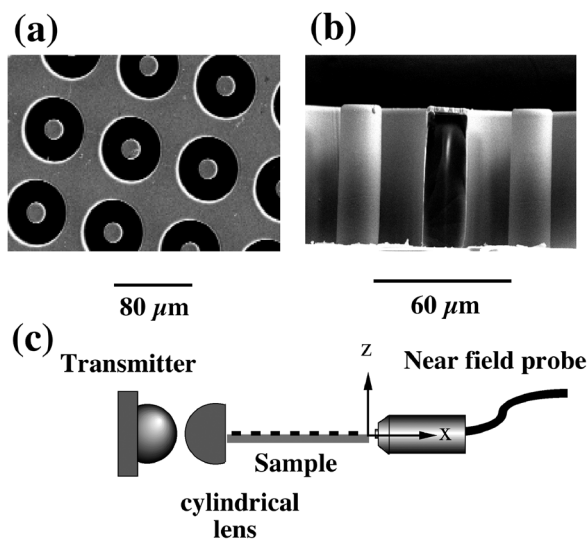 (a)
(b)
80 µm
60 µm
(c)
Transmitter
z
Near field probe
x
Sample
cylindrical
lens